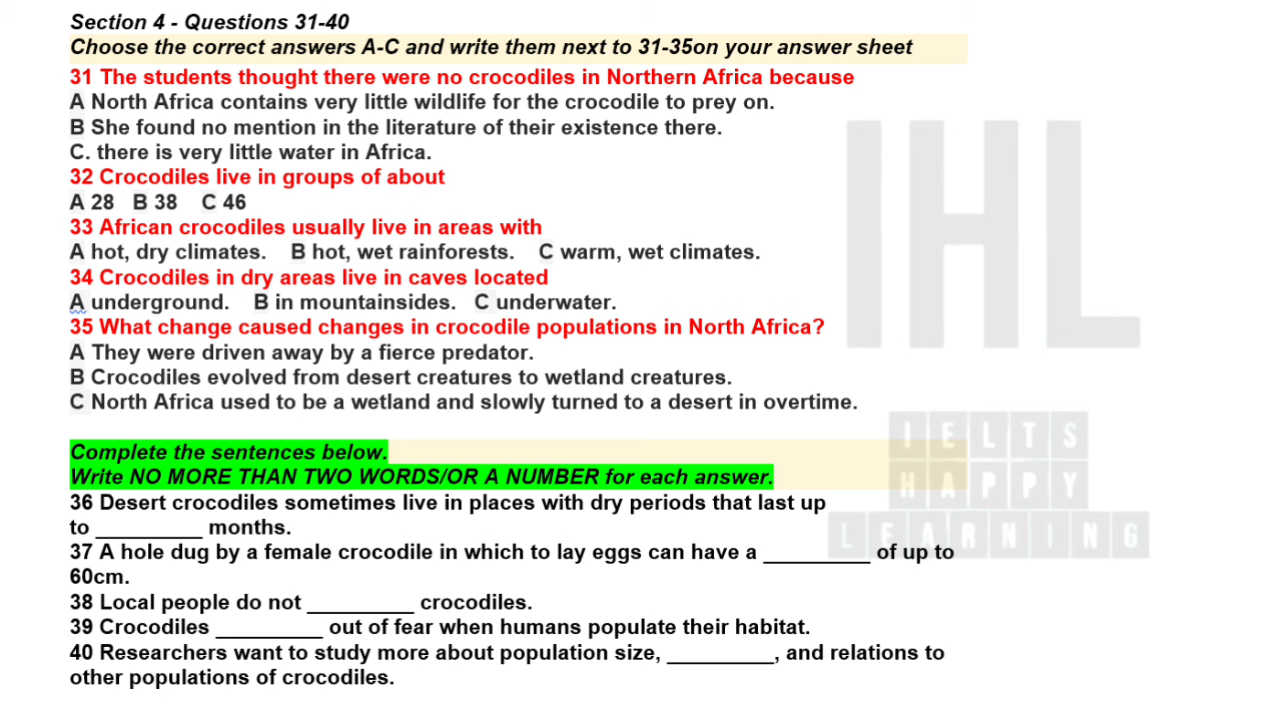 Section 4 - Questions 31-40
Choose the correct answers A-C and write them next to 31-35on your answer sheet
31 The students thought there were no crocodiles in Northern Africa because
A North Africa contains very little wildlife for the crocodile to prey on.
B She found no mention in the literature of their existence there.
C. there is very little water in Africa.
32 Crocodiles live in groups of about
A 28 B 38 C 46
33 African crocodiles usually live in areas with
A hot, dry climates. B hot, wet rainforests. C warm, wet climates.
34 Crocodiles in dry areas live in caves located
A underground. B in mountainsides. C underwater.
35 What change caused changes in crocodile populations in North Africa?
A They were driven away by a fierce predator.
B Crocodiles evolved from desert creatures to wetland creatures.
C North Africa used to be a wetland and slowly turned to a desert in overtime.
IHL
IELTS
HAPPY
LEARNING
Complete the sentences below.
Write NO MORE THAN TWO WORDS/OR A NUMBER for each answer.
36 Desert crocodiles sometimes live in places with dry periods that last up
to _________ months.
37 A hole dug by a female crocodile in which to lay eggs can have a _________ of up to
60cm.
38 Local people do not _________ crocodiles.
39 Crocodiles _________ out of fear when humans populate their habitat.
40 Researchers want to study more about population size, _________, and relations to
other populations of crocodiles.